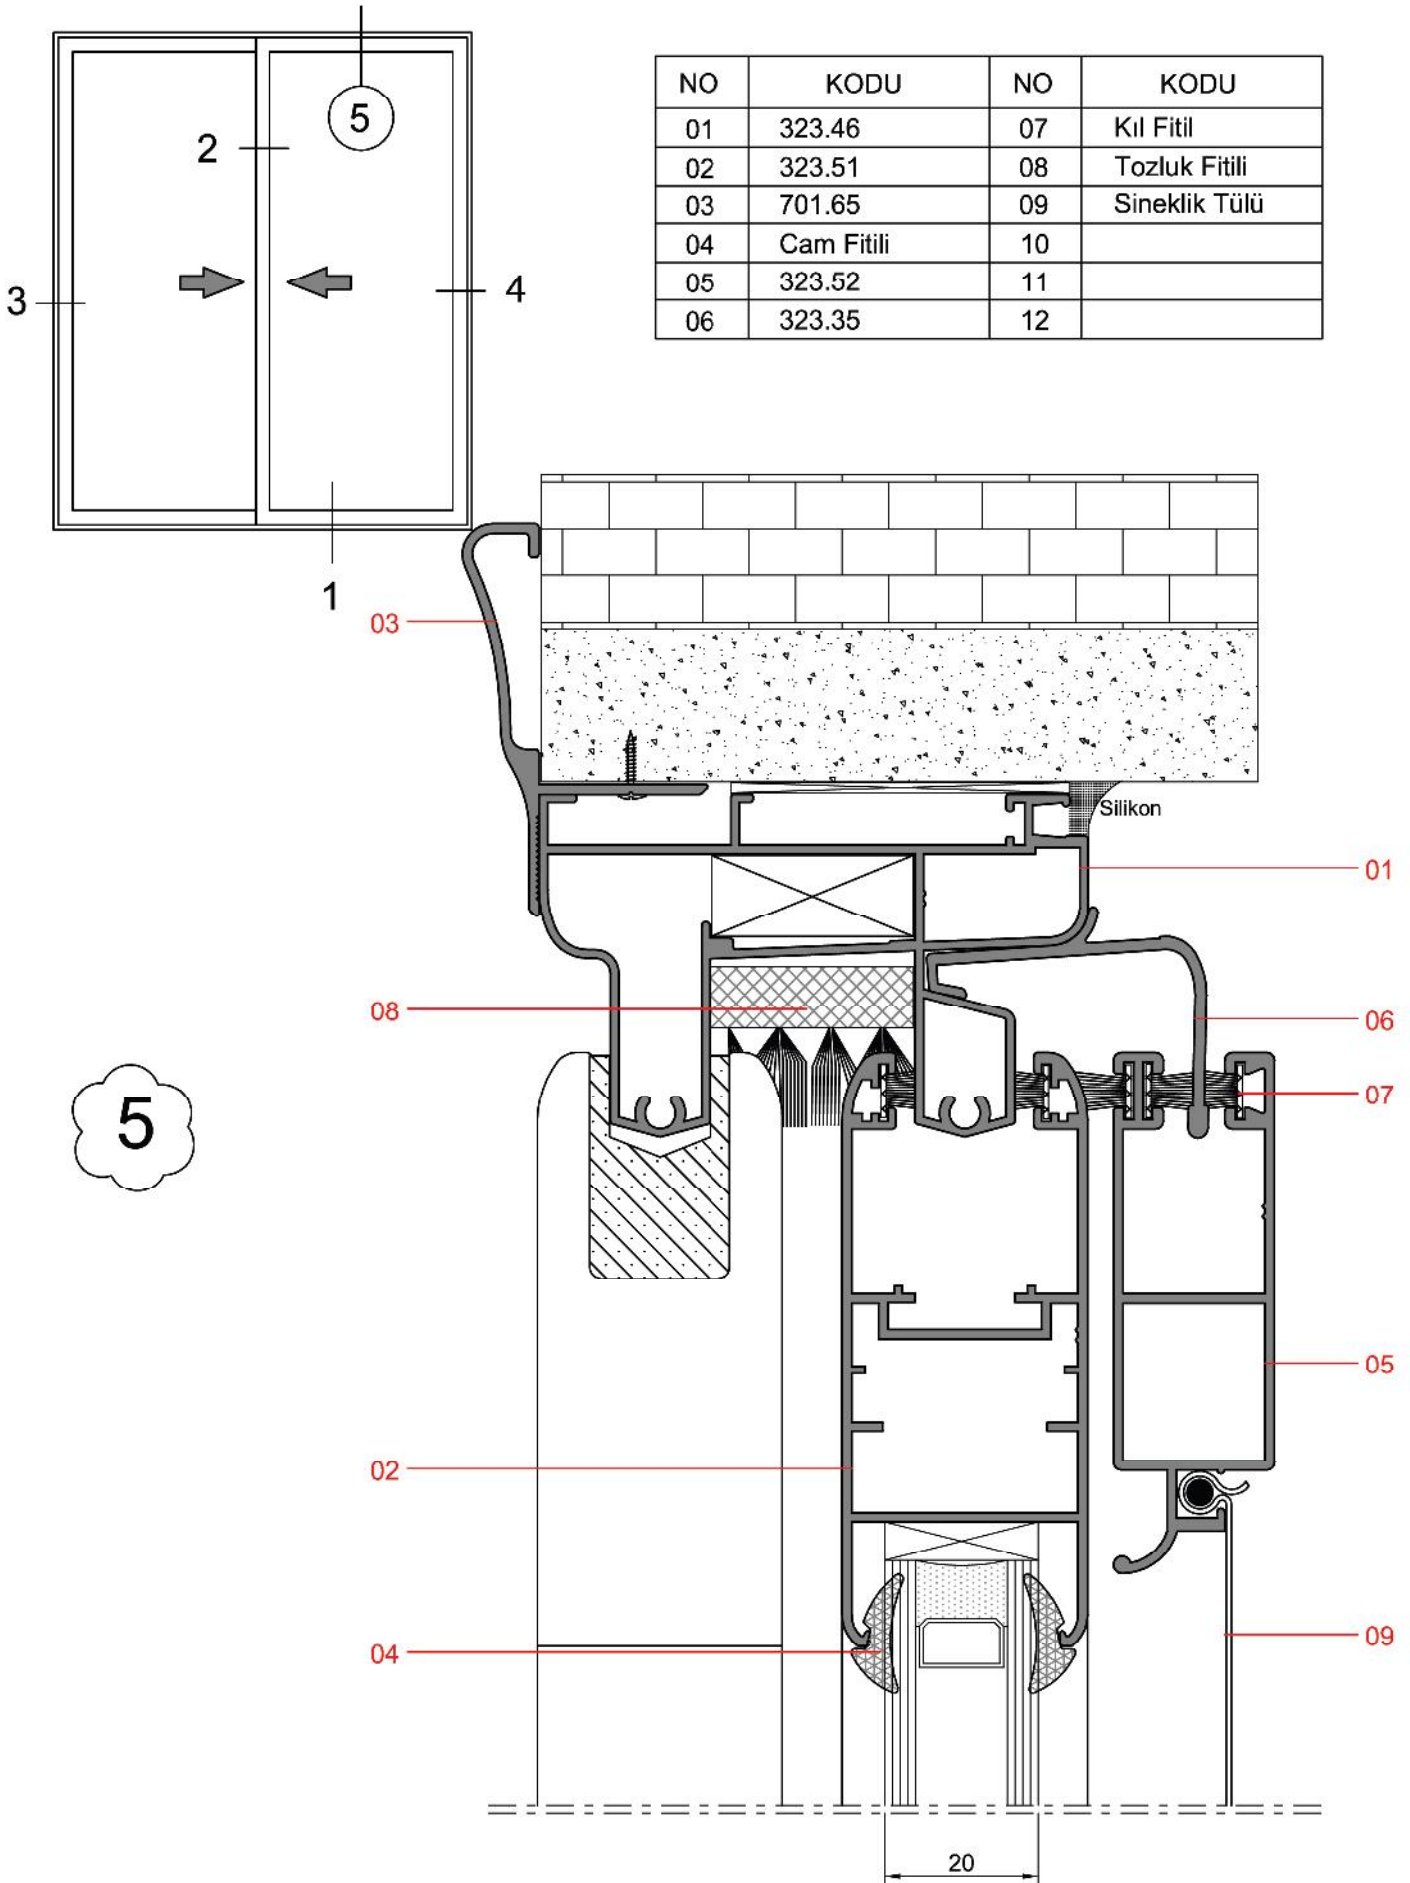 5
2
3
4
1
NO KODU NO KODU
01 323.46 07 Kıl Fitil
02 323.51 08 Tozluk Fitili
03 701.65 09 Sineklik Tülü
04 Cam Fitili 10
05 323.52 11
06 323.35 12
03
Silikon
01
08
06
07
5
05
02
04
09
20